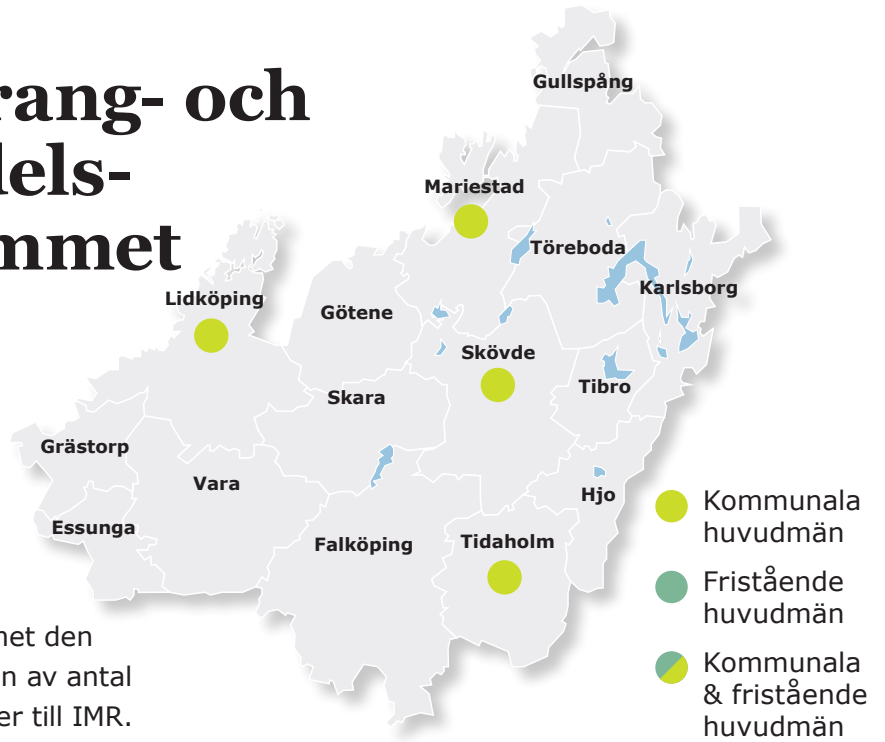 rang- och
dels-
mmet
Gullspång
Mariestad
Töreboda
Karlsborg
Lidköping
Götene
Skövde
Tibro
Skara
Grästorp
Vara
Hjo
Essunga
Falköping
Tidaholm
Kommunala
huvudmän
Fristående
huvudmän
Kommunala
& fristående
huvudmän
net den
n av antal
er till IMR.